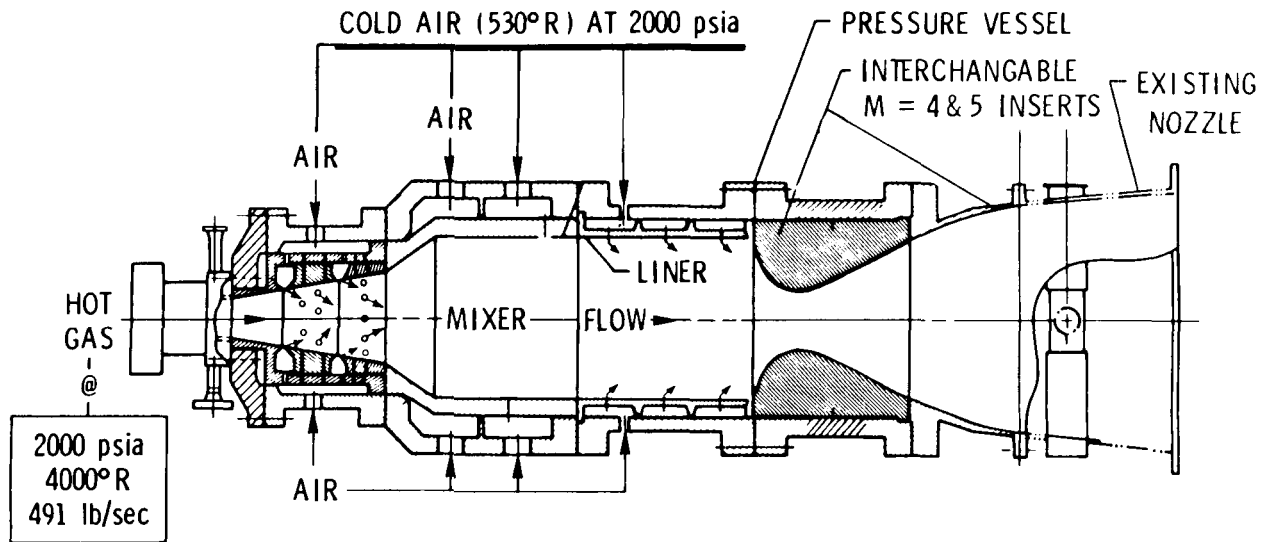 COLD AIR (530°R) AT 2000 psia
PRESSURE VESSEL
INTERCHANGABLE
M = 4 & 5 INSERTS
EXISTING
NOZZLE
AIR
AIR
LINER
HOT
GAS
@
MIXER
FLOW
2000 psia
4000°R
491 lb/sec
AIR